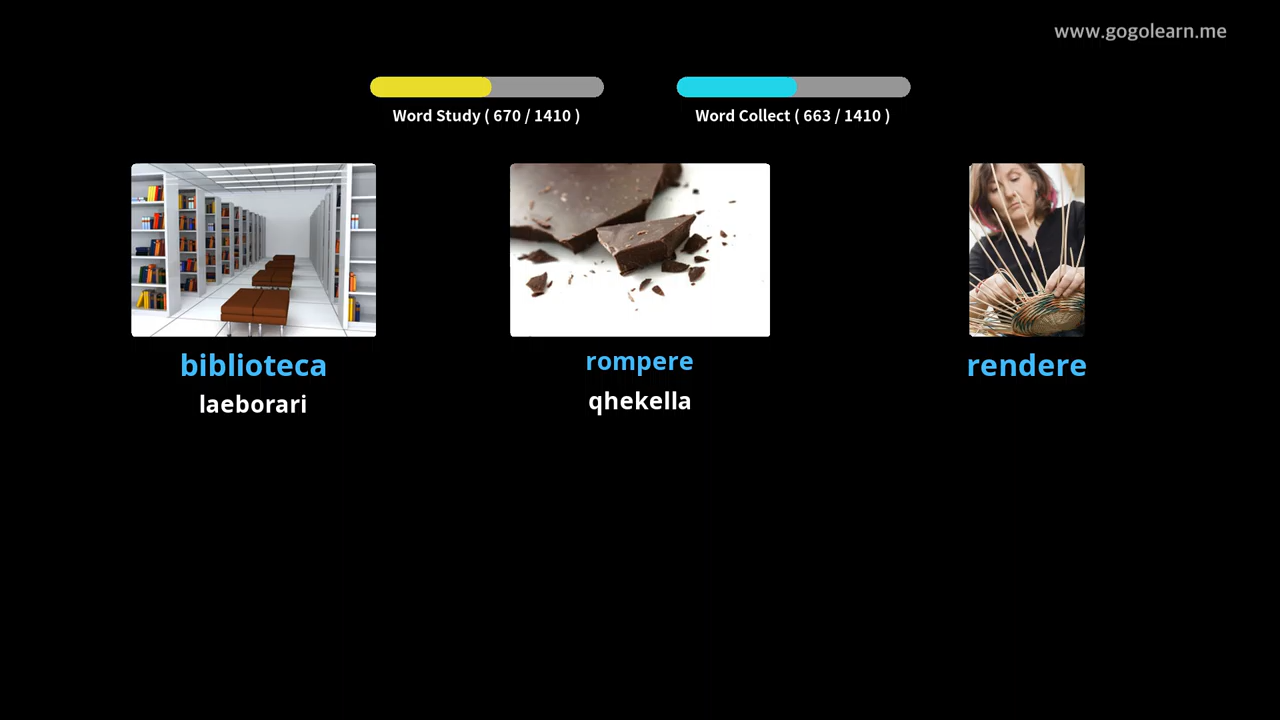 www.gogolearn.me
Word Study ( 670 / 1410 )
Word Collect ( 663 / 1410 )
biblioteca
laeborari
rompere
qhekella
rendere